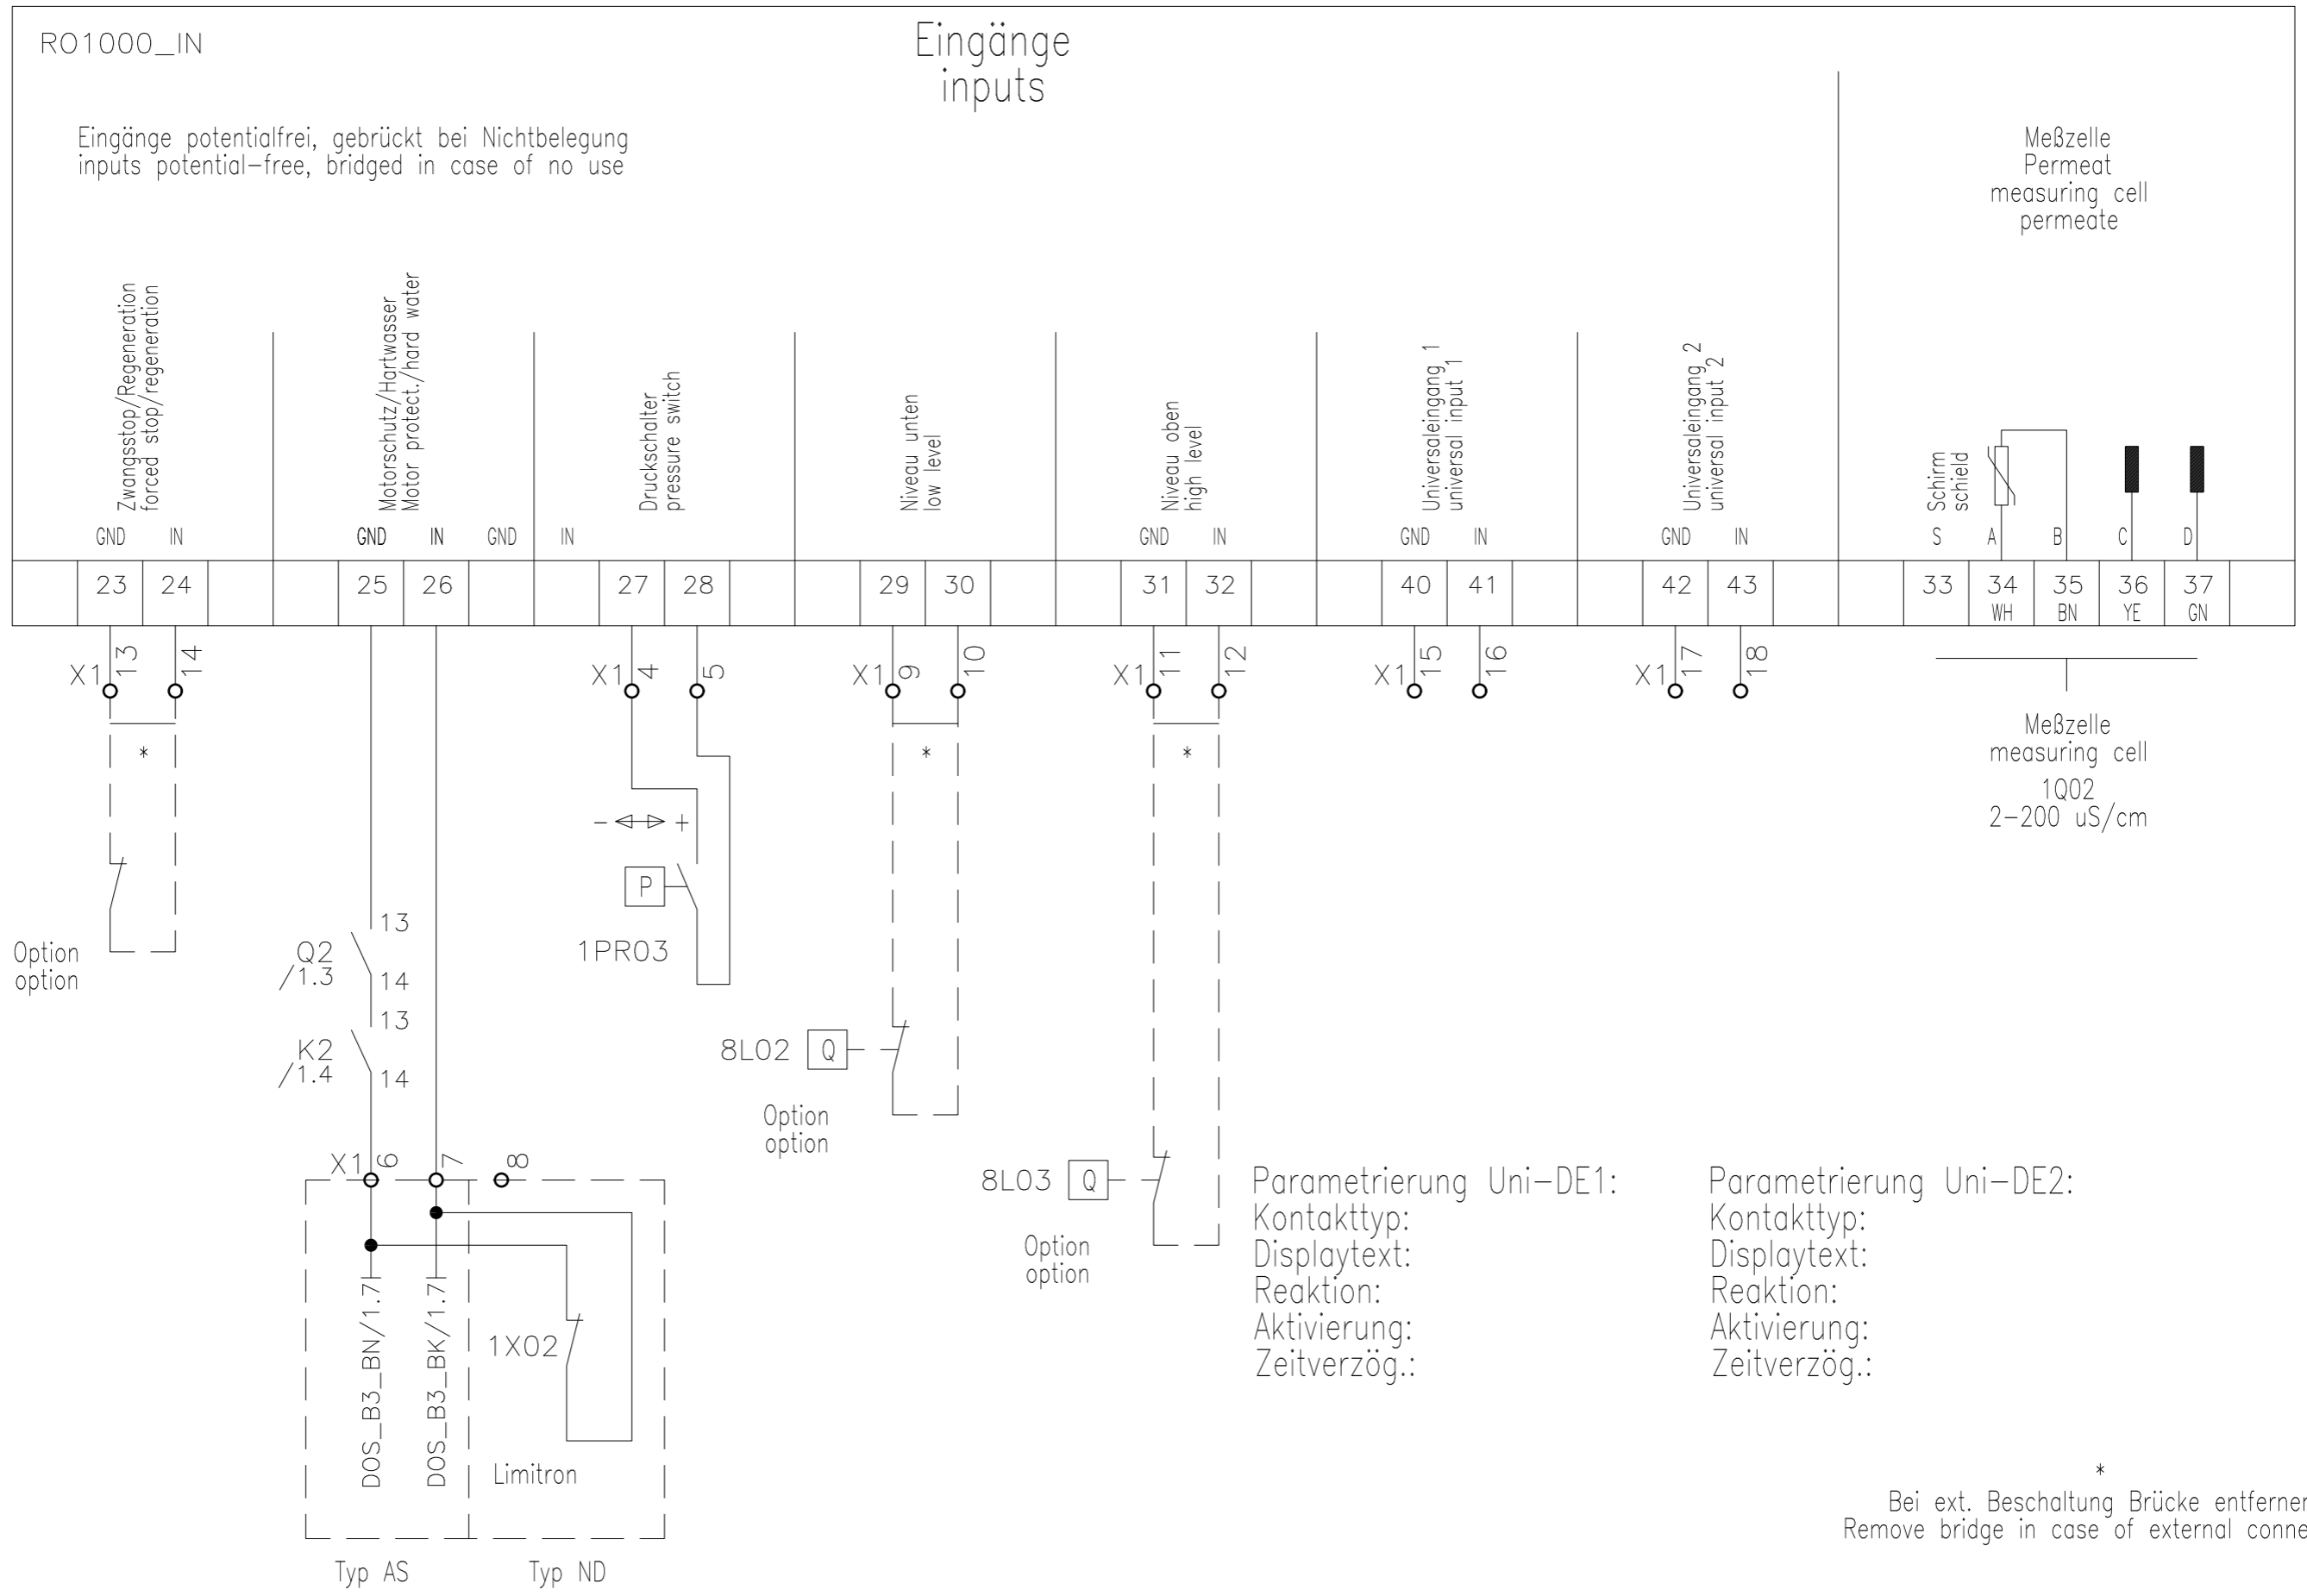 RO1000_IN
Eingänge
inputs
Eingänge potentialfrei, gebrückt bei Nichtbelegung
inputs potential-free, bridged in case of no use
Meßzelle
Permeat
measuring cell
permeate
Zwangsstop/Regeneration
forced stop/regeneration
Motorschutz/Hartwasser
Motor protect./hard water
Druckschalter
pressure switch
Niveau unten
low level
Niveau oben
high level
Universaleingang 1
universal input 1
Universaleingang 2
universal input 2
Schirm
schield
GND IN GND IN GND IN GND IN GND IN GND IN S A B C D
23 24 25 26 27 28 29 30 31 32 40 41 42 43 33 34 35 36 37
WH BN YE GN
X1 13 14
X1 4 5
X1 9 10
X1 11 12
X1 15 16
X1 17 18
*
*
*
Meßzelle
measuring cell
1Q02
2-200 uS/cm
- +
P
1PR03
Option
option
13
Q2
/1.3
14
13
K2
/1.4
14
8L02 Q
Option
option
8L03 Q
Option
option
X1 6 7 8
DOS_B3_BN/1.7
DOS_B3_BK/1.7
1X02
Limitron
Typ AS
Typ ND
Parametrierung Uni-DE1:
Kontakttyp:
Displaytext:
Reaktion:
Aktivierung:
Zeitverzög.:
Parametrierung Uni-DE2:
Kontakttyp:
Displaytext:
Reaktion:
Aktivierung:
Zeitverzög.:
*
Bei ext. Beschaltung Brücke entferner
Remove bridge in case of external conne